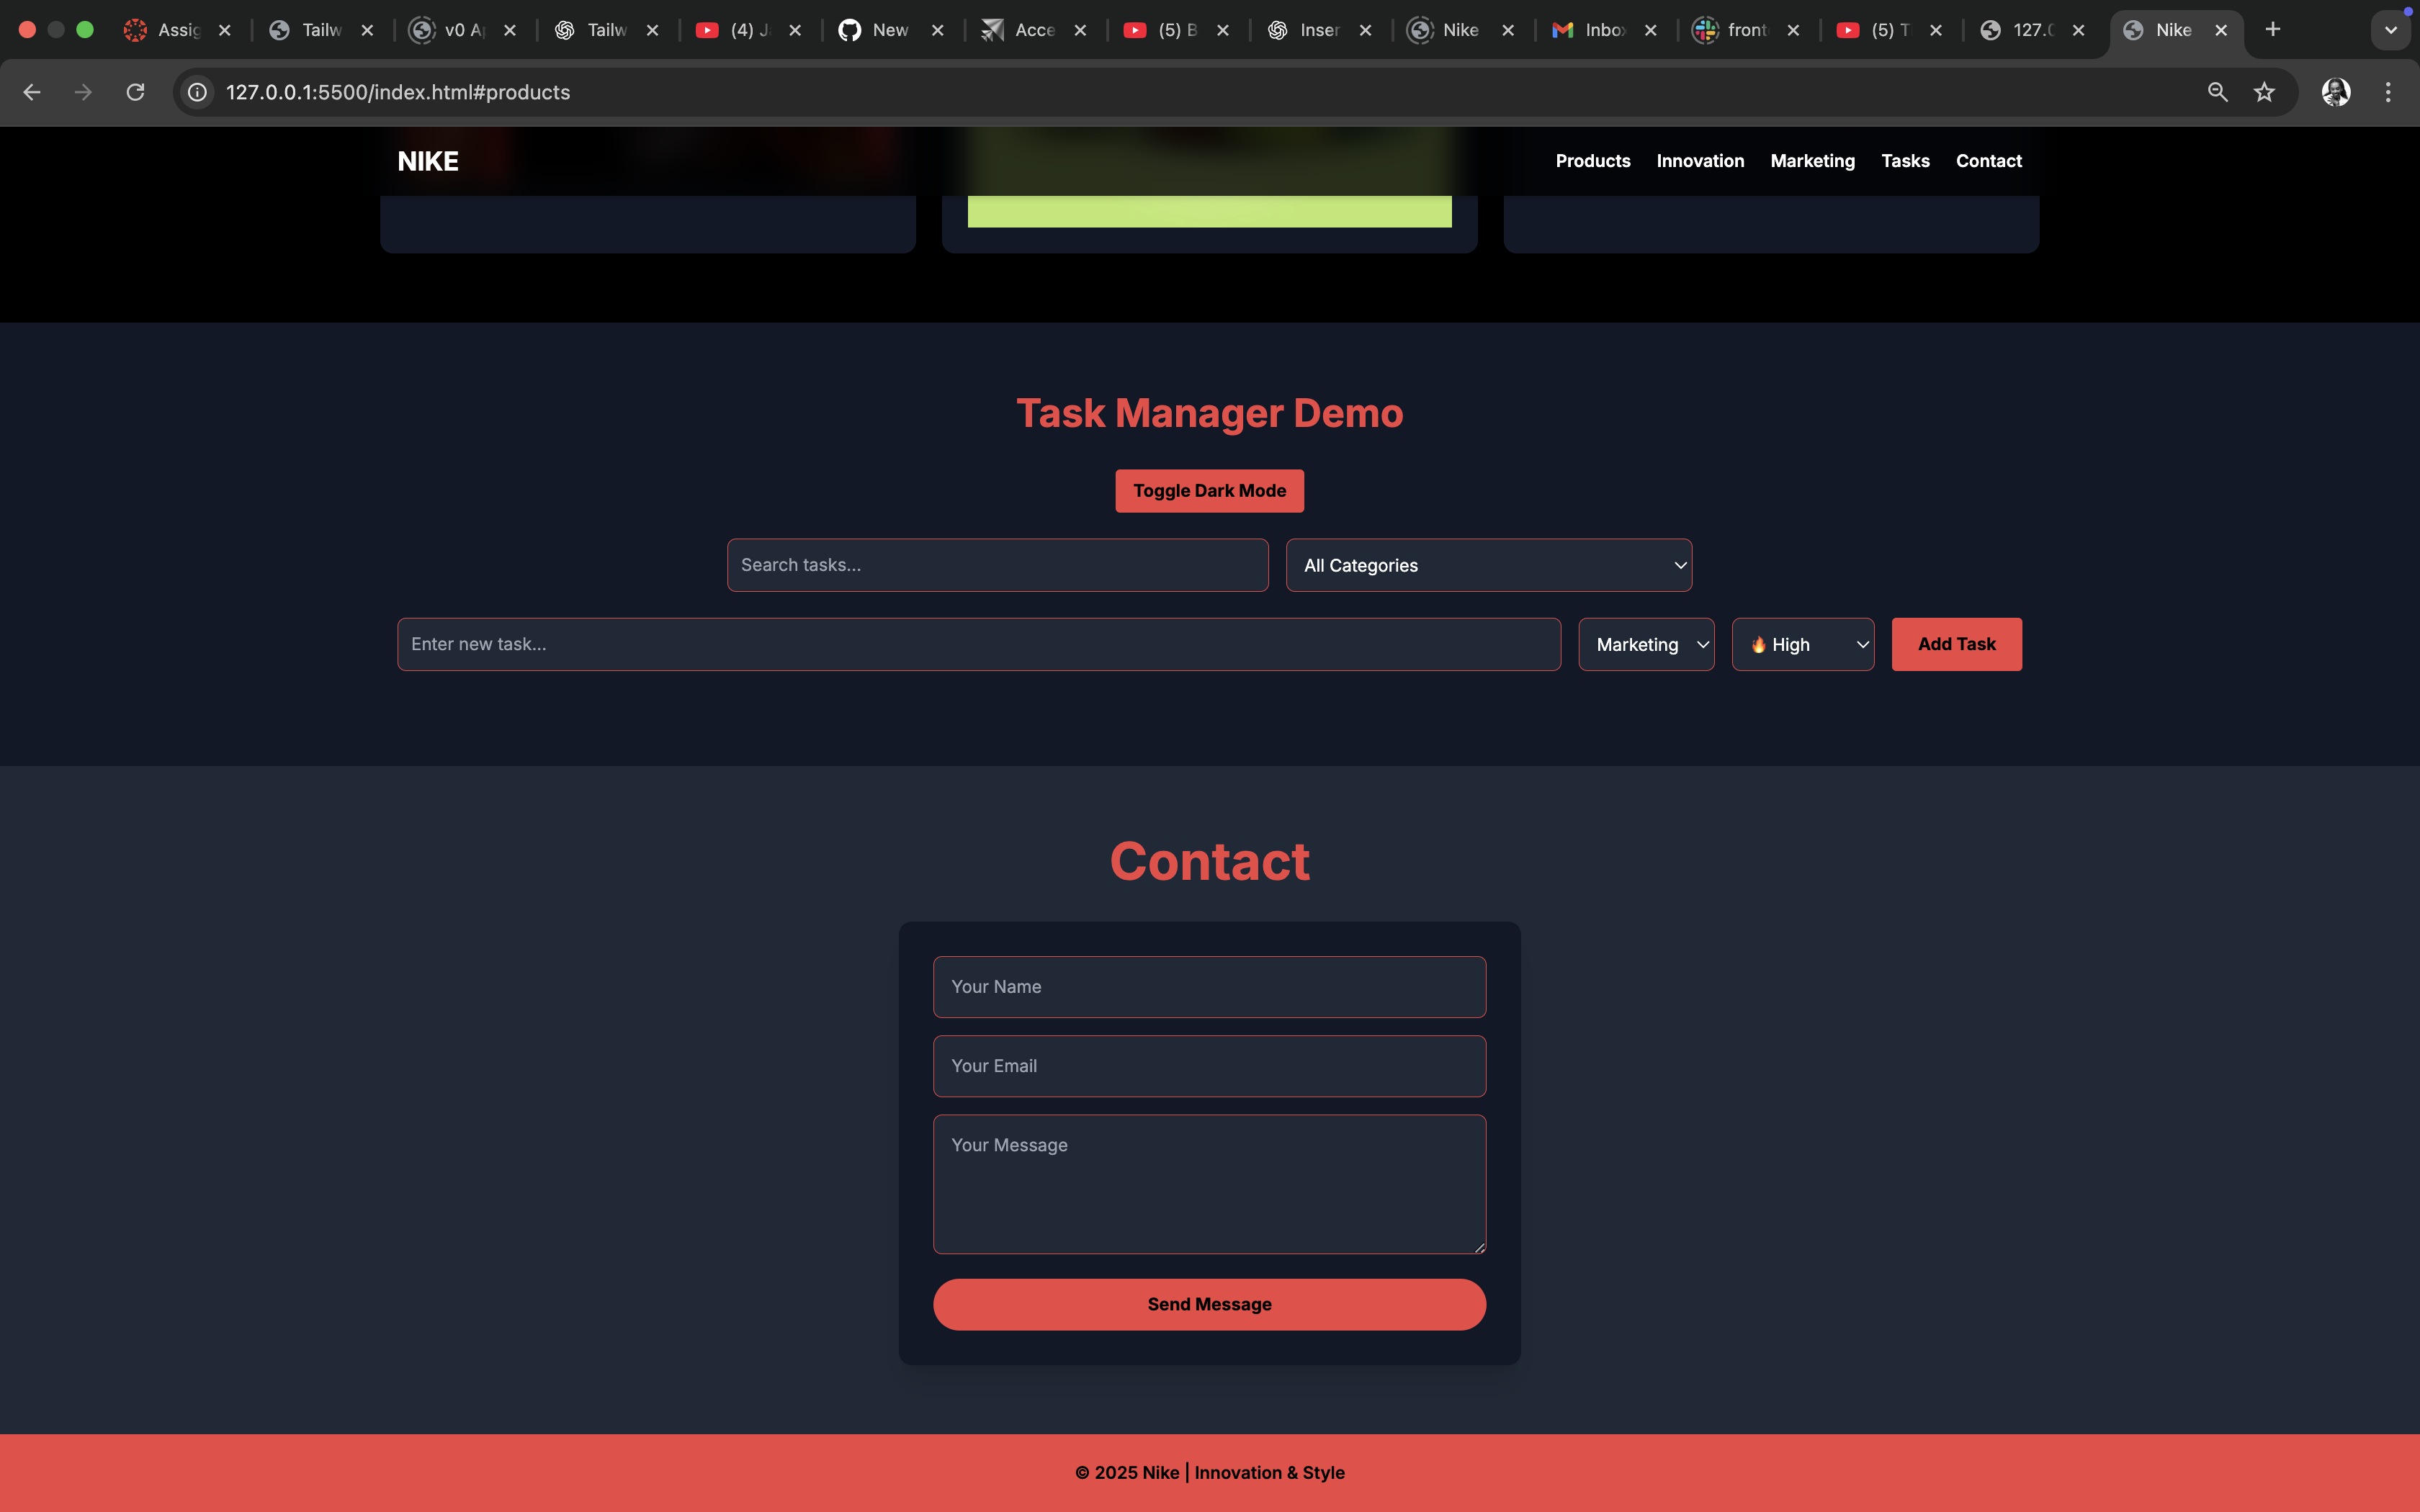 Assig Tailw v0 A Tailw (4) J New Acce (5) B Inser Nike Inbo front (5) T 127.0 Nike
127.0.0.1:5500/index.html#products
NIKE Products Innovation Marketing Tasks Contact
Task Manager Demo
Toggle Dark Mode
Search tasks... All Categories
Enter new task... Marketing 🔥 High Add Task
Contact
Your Name
Your Email
Your Message
Send Message
© 2025 Nike | Innovation & Style